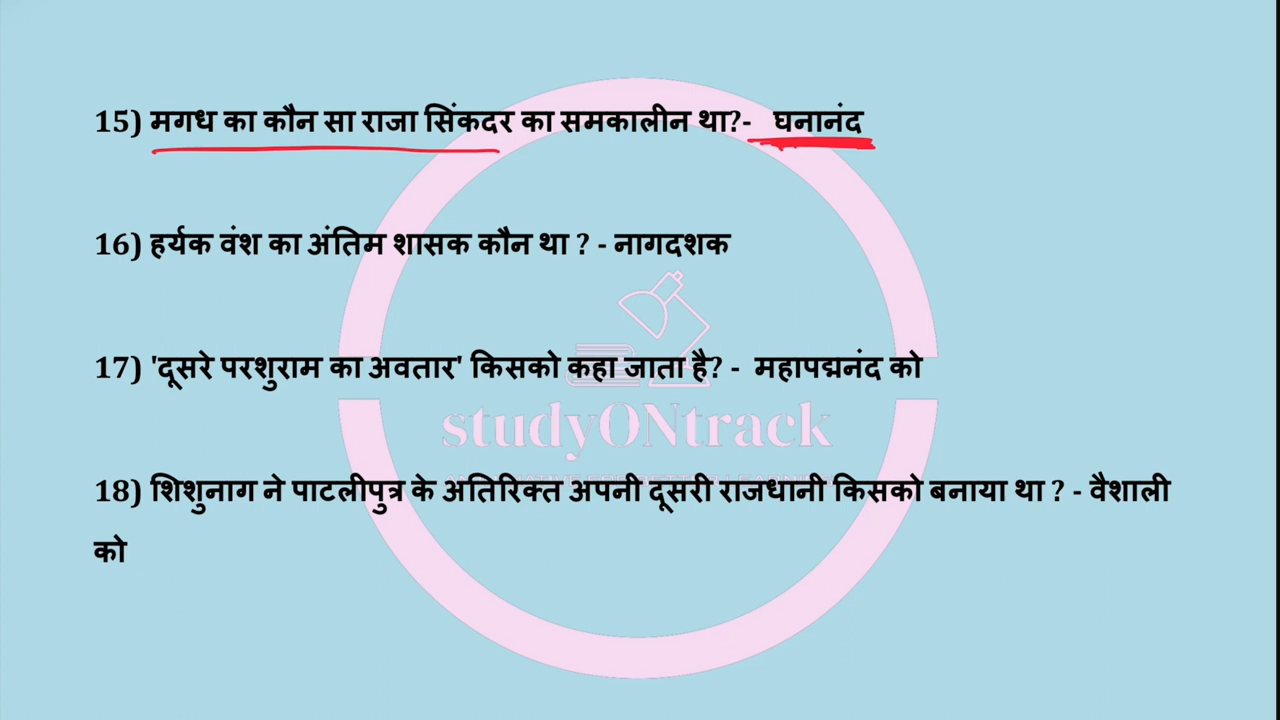 15) मगध का कौन सा राजा सिंकदर का समकालीन था?- घनानंद
16) हर्यक वंश का अंतिम शासक कौन था ? - नागदशक
17) 'दूसरे परशुराम का अवतार' किसको कहा जाता है? - महापद्मनंद को
studyONtrack
18) शिशुनाग ने पाटलीपुत्र के अतिरिक्त अपनी दूसरी राजधानी किसको बनाया था ? - वैशाली
को